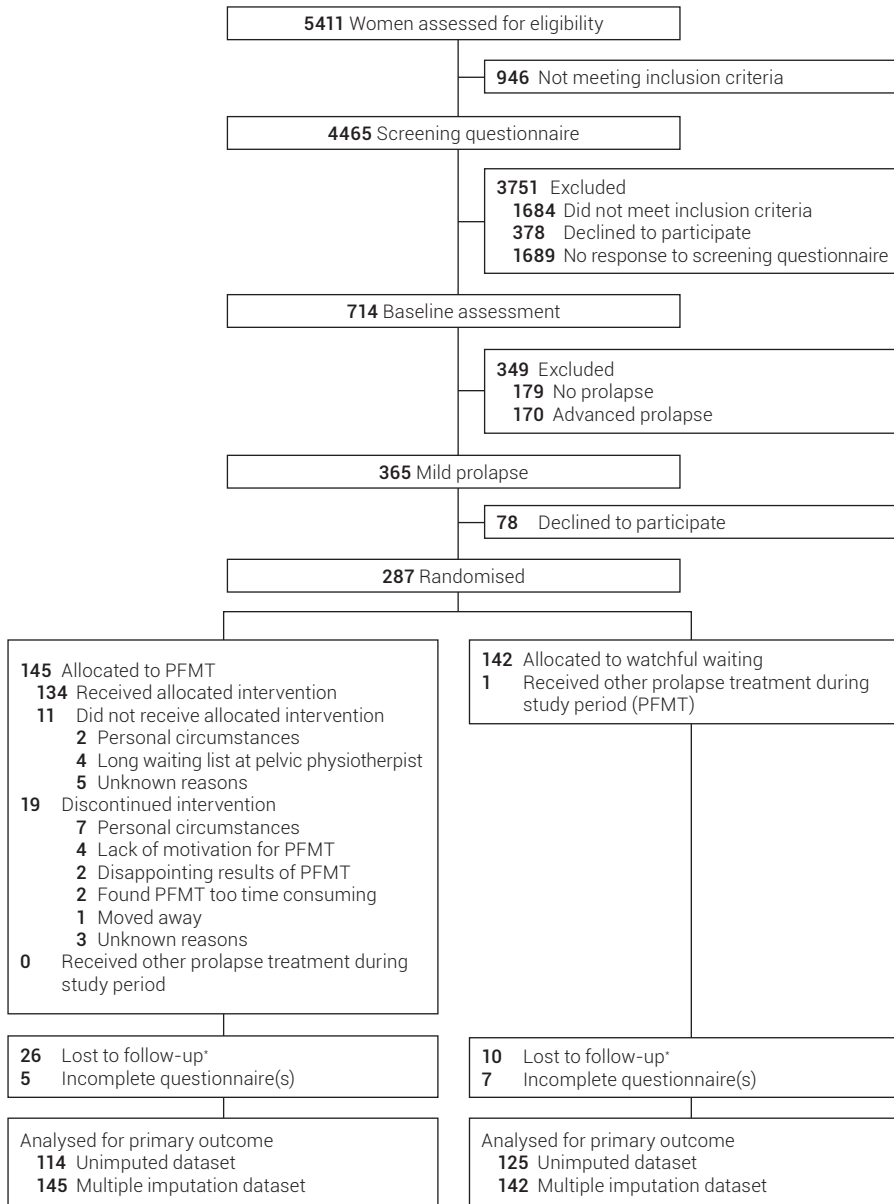 5411 Women assessed for eligibility
946 Not meeting inclusion criteria
4465 Screening questionnaire
3751 Excluded
1684 Did not meet inclusion criteria
378 Declined to participate
1689 No response to screening questionnaire
714 Baseline assessment
349 Excluded
179 No prolapse
170 Advanced prolapse
365 Mild prolapse
78 Declined to participate
287 Randomised
145 Allocated to PFMT
134 Received allocated intervention
11 Did not receive allocated intervention
2 Personal circumstances
4 Long waiting list at pelvic physiotherpist
5 Unknown reasons
19 Discontinued intervention
7 Personal circumstances
4 Lack of motivation for PFMT
2 Disappointing results of PFMT
2 Found PFMT too time consuming
1 Moved away
3 Unknown reasons
0 Received other prolapse treatment during
study period
142 Allocated to watchful waiting
1 Received other prolapse treatment during
study period (PFMT)
26 Lost to follow-up*
5 Incomplete questionnaire(s)
10 Lost to follow-up*
7 Incomplete questionnaire(s)
Analysed for primary outcome
114 Unimputed dataset
145 Multiple imputation dataset
Analysed for primary outcome
125 Unimputed dataset
142 Multiple imputation dataset